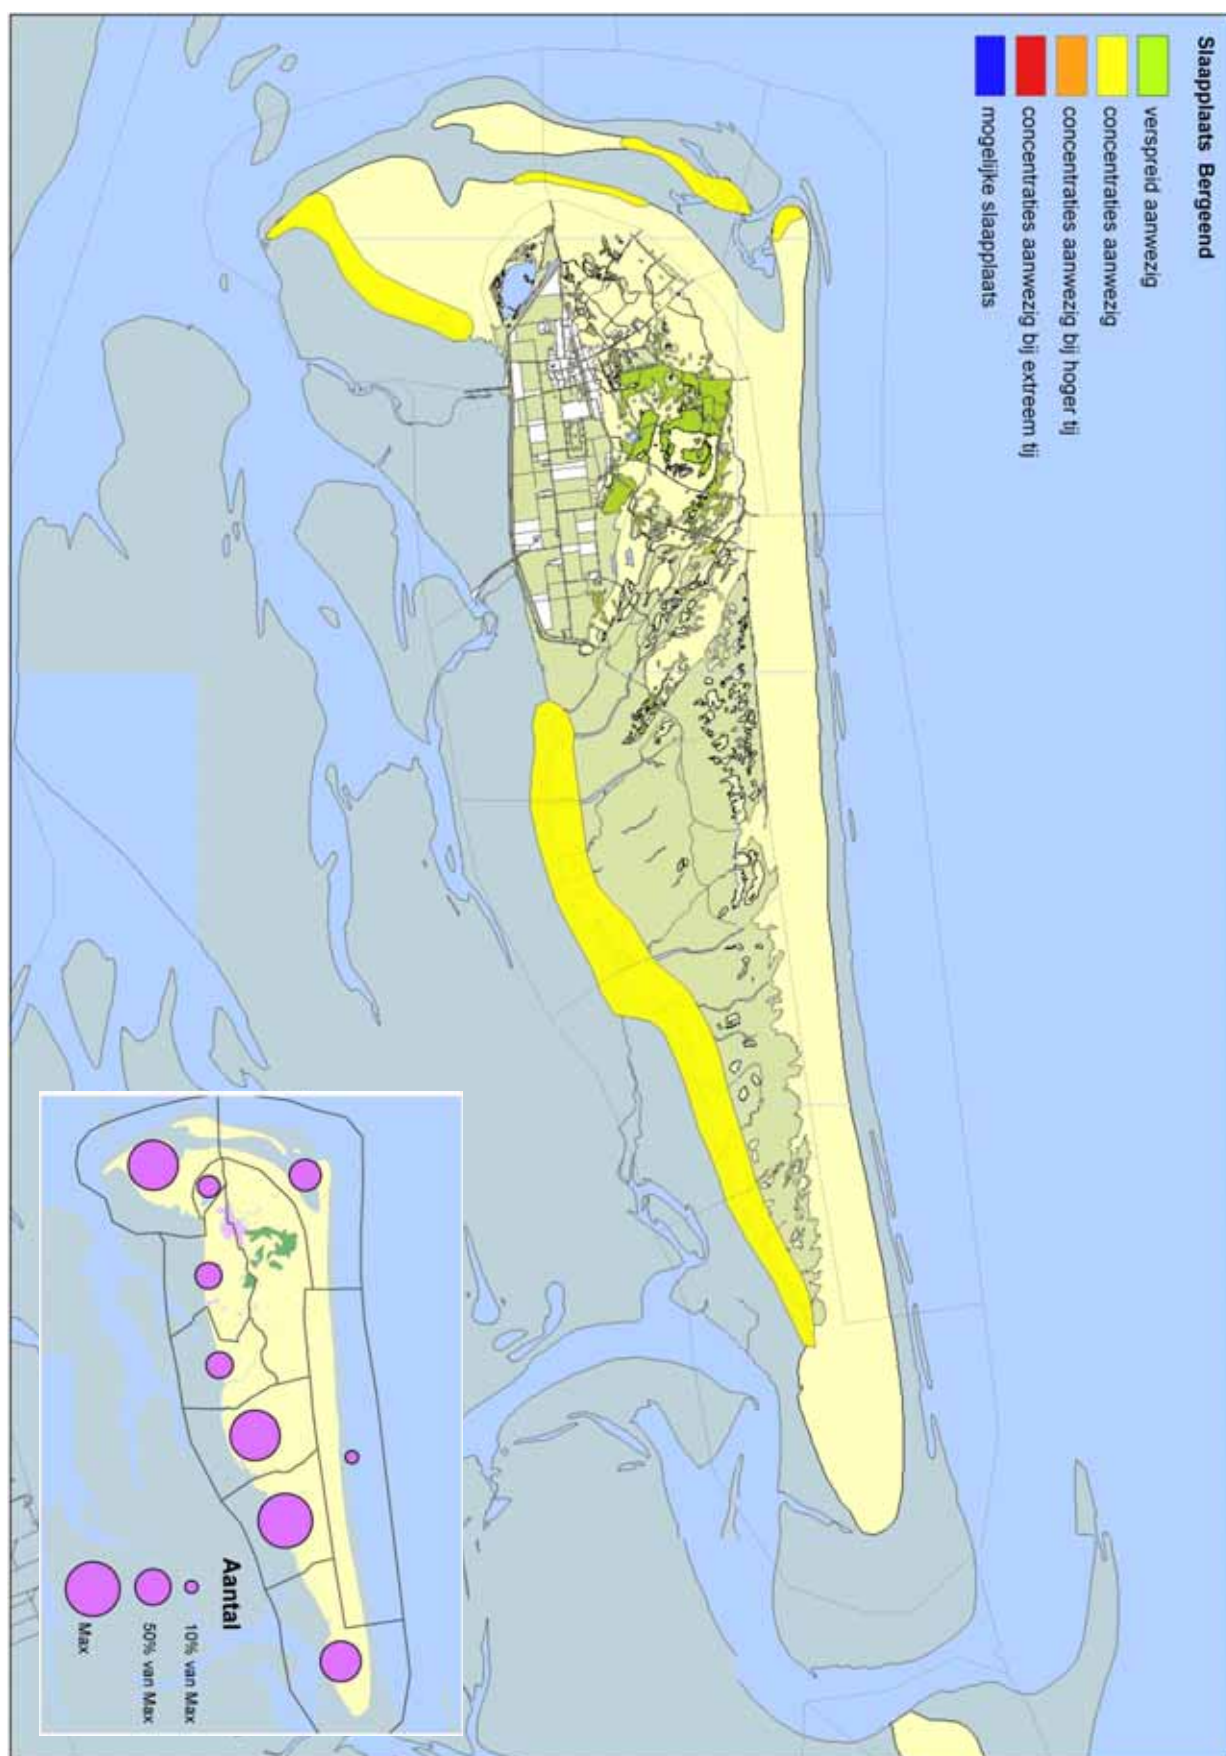 Slaapplaats Bergeend
verspreid aanwezig
concentraties aanwezig
concentraties aanwezig bij hoger tij
concentraties aanwezig bij extreem tij
mogelijke slaapplaats
Aantal
10% van Max
50% van Max
Max